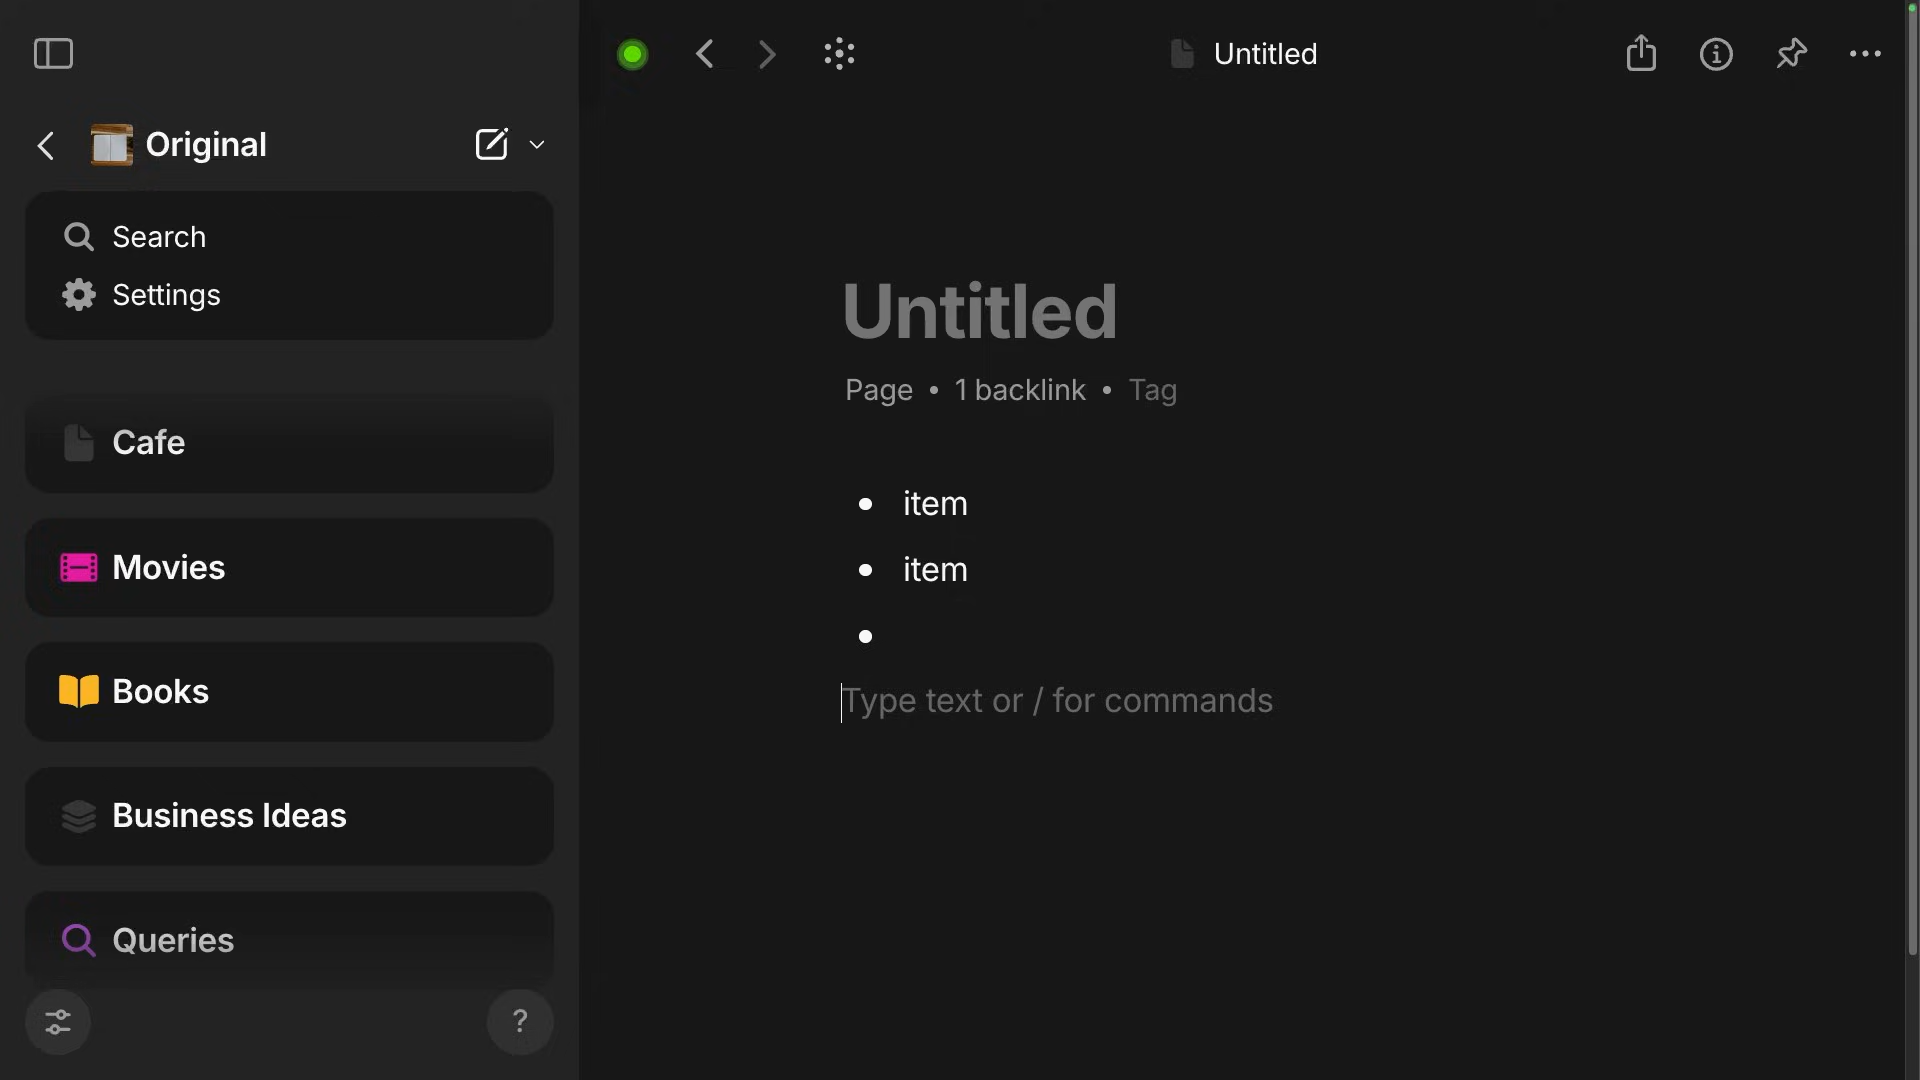 Untitled
Original
Search
Settings
Cafe
Movies
Books
Business Ideas
Queries
?
Untitled
Page • 1 backlink • Tag
• item
• item
•
Type text or / for commands